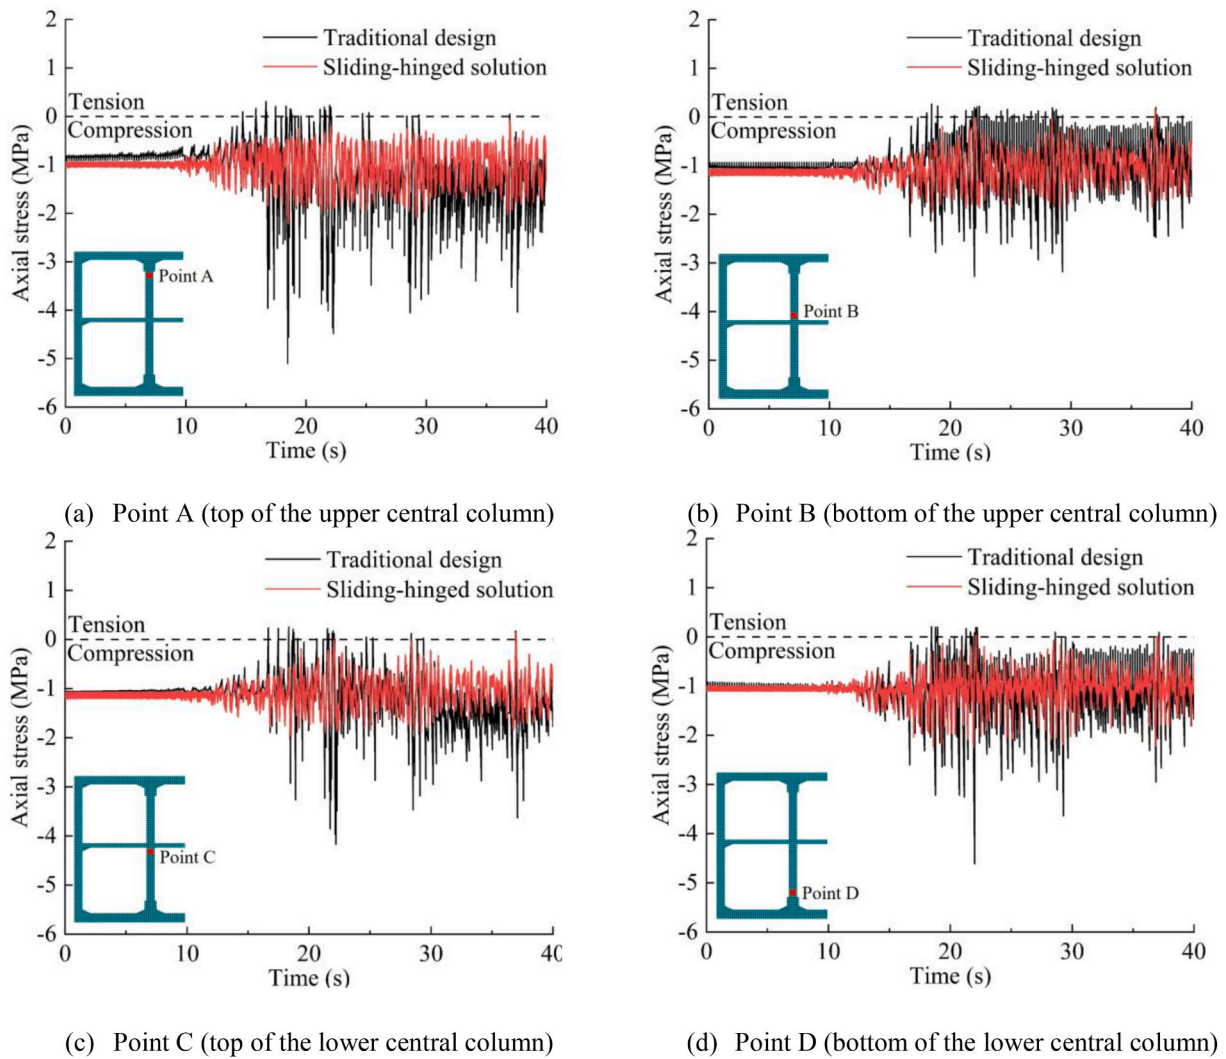 2
1
0
-1
-2
-3
-4
-5
-6
Axial stress (MPa)
Traditional design
Sliding-hinged solution
Tension
Compression
Point A
0 10 20 30 40
Time (s)
2
1
0
-1
-2
-3
-4
-5
-6
Axial stress (MPa)
Traditional design
Sliding-hinged solution
Tension
Compression
Point B
0 10 20 30 40
Time (s)
(a) Point A (top of the upper central column)
(b) Point B (bottom of the upper central column)
2
1
0
-1
-2
-3
-4
-5
-6
Axial stress (MPa)
Traditional design
Sliding-hinged solution
Tension
Compression
Point C
0 10 20 30 40
Time (s)
2
1
0
-1
-2
-3
-4
-5
-6
Axial stress (MPa)
Traditional design
Sliding-hinged solution
Tension
Compression
Point D
0 10 20 30 40
Time (s)
(c) Point C (top of the lower central column)
(d) Point D (bottom of the lower central column)